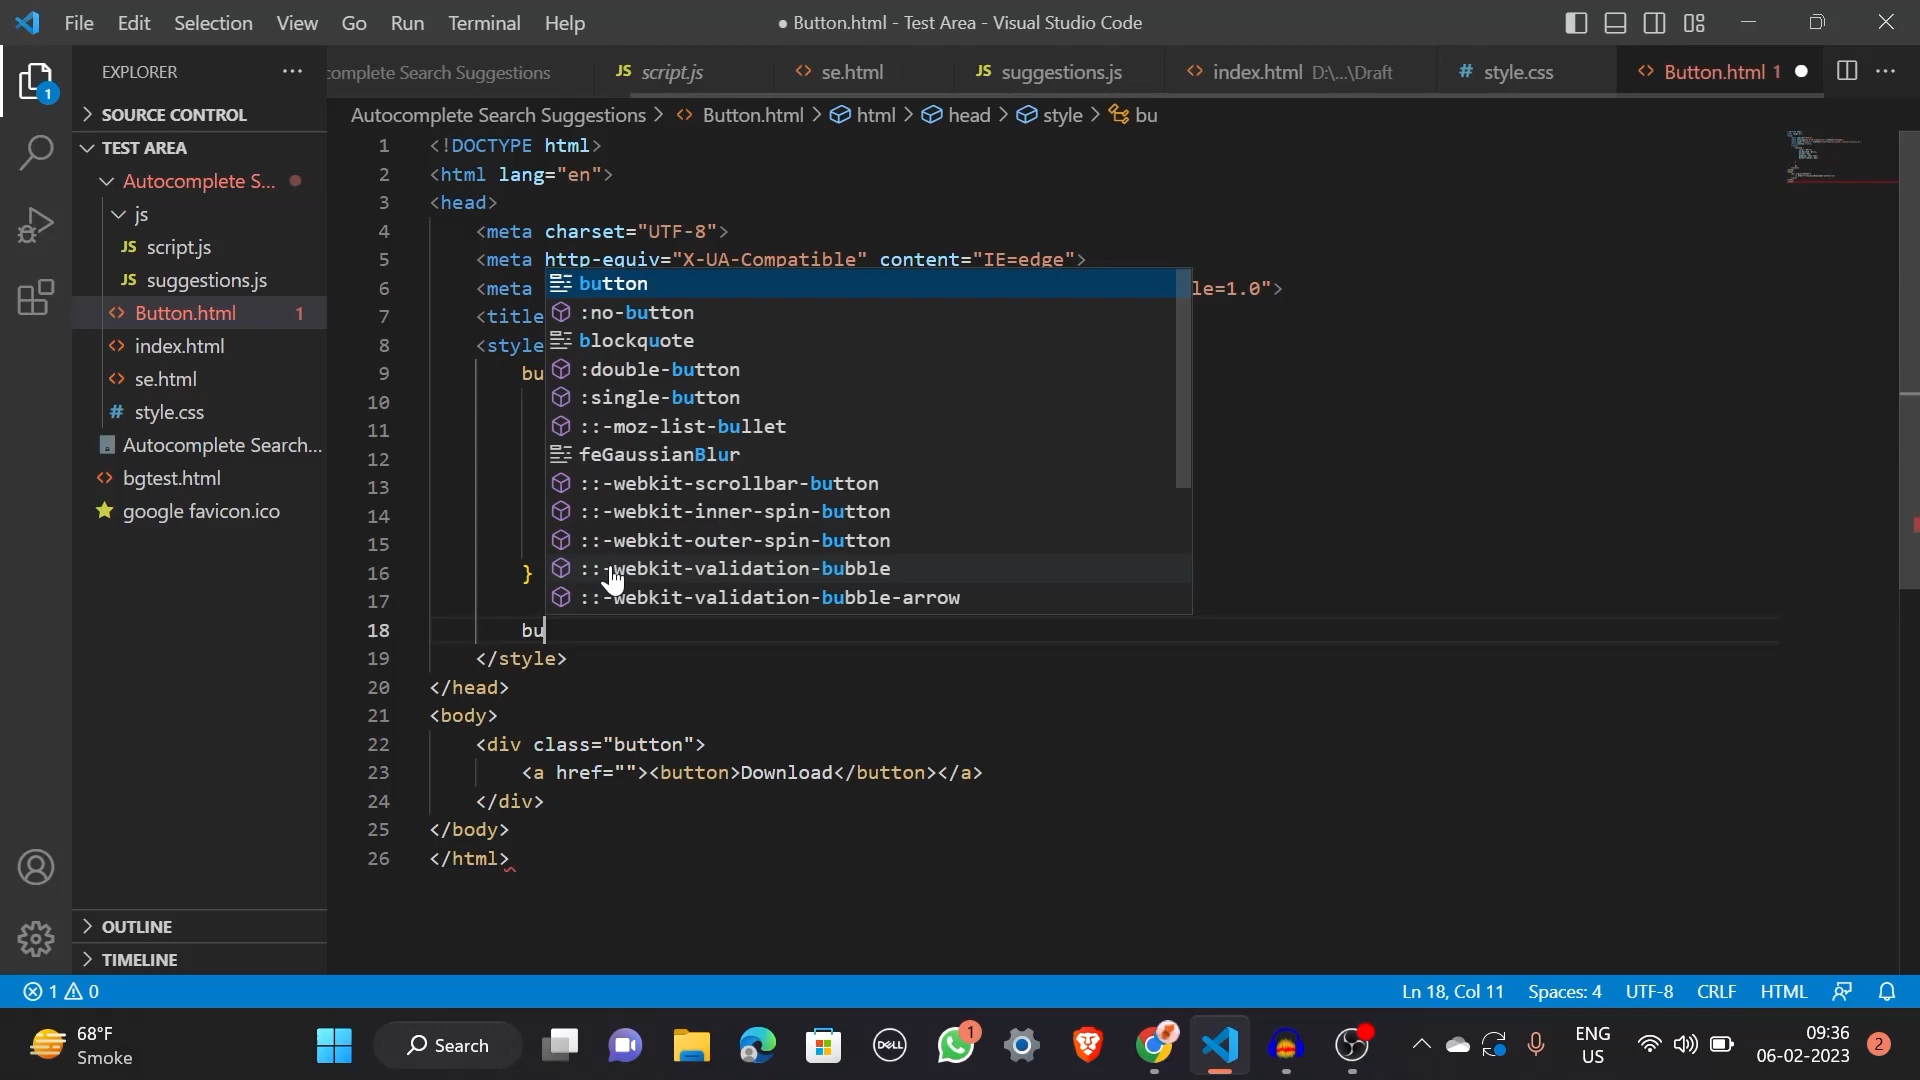 File Edit Selection View Go Run Terminal Help ● Button.html - Test Area - Visual Studio Code
EXPLORER ... complete Search Suggestions JS script.js <> se.html JS suggestions.js <> index.html D:\...\Draft # style.css <> Button.html 1
SOURCE CONTROL
TEST AREA
Autocomplete S...
js
JS script.js
JS suggestions.js
<> Button.html 1
<> index.html
<> se.html
# style.css
Autocomplete Search...
<> bgtest.html
google favicon.ico
OUTLINE
TIMELINE
1
Autocomplete Search Suggestions > <> Button.html > html > head > style > bu
1 <!DOCTYPE html>
2 <html lang="en">
3 <head>
4 <meta charset="UTF-8">
5 <meta http-equiv="X-UA-Compatible" content="IE=edge">
6 <meta le=1.0">
7 <title
8 <style
9 bu
10
11
12
13
14
15
16 }
17
18 bu
19 </style>
20 </head>
21 <body>
22 <div class="button">
23 <a href=""><button>Download</button></a>
24 </div>
25 </body>
26 </html>
button
:no-button
blockquote
:double-button
:single-button
::-moz-list-bullet
feGaussianBlur
::-webkit-scrollbar-button
::-webkit-inner-spin-button
::-webkit-outer-spin-button
::-webkit-validation-bubble
::-webkit-validation-bubble-arrow
1 0 Ln 18, Col 11 Spaces: 4 UTF-8 CRLF HTML
68°F
Smoke
Search
DELL
1
ENG
US
09:36
06-02-2023
2